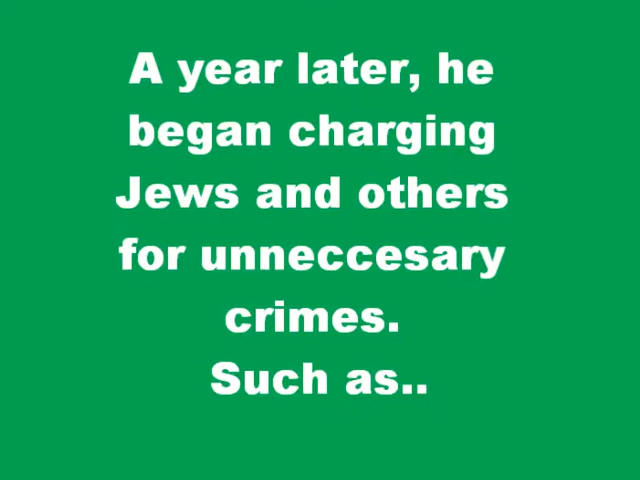 A year later, he
began charging
Jews and others
for unneccesary
crimes.
Such as..